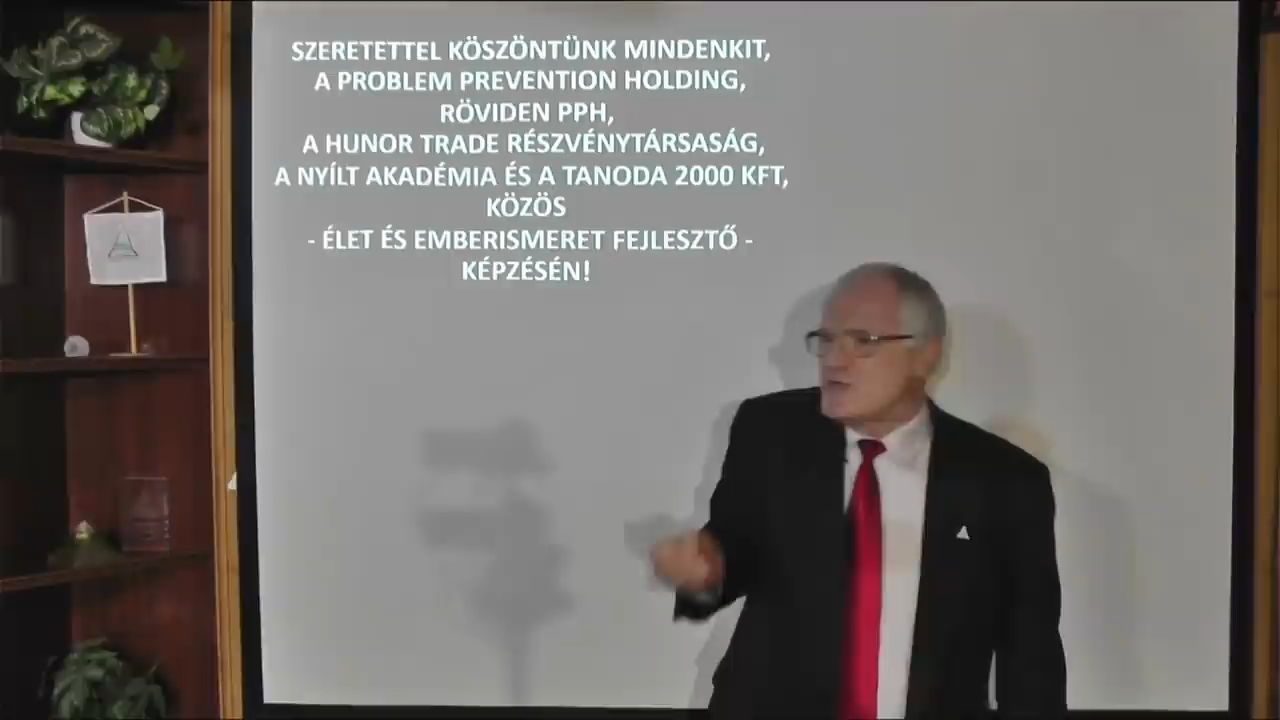 SZERETETTEL KÖSZÖNTÜNK MINDENKIT,
A PROBLEM PREVENTION HOLDING,
RÖVIDEN PPH,
A HUNOR TRADE RÉSZVÉNYTÁRSASÁG,
A NYÍLT AKADÉMIA ÉS A TANODA 2000 KFT,
KÖZÖS
- ÉLET ÉS EMBERISMERET FEJLESZTŐ -
KÉPZÉSÉN!